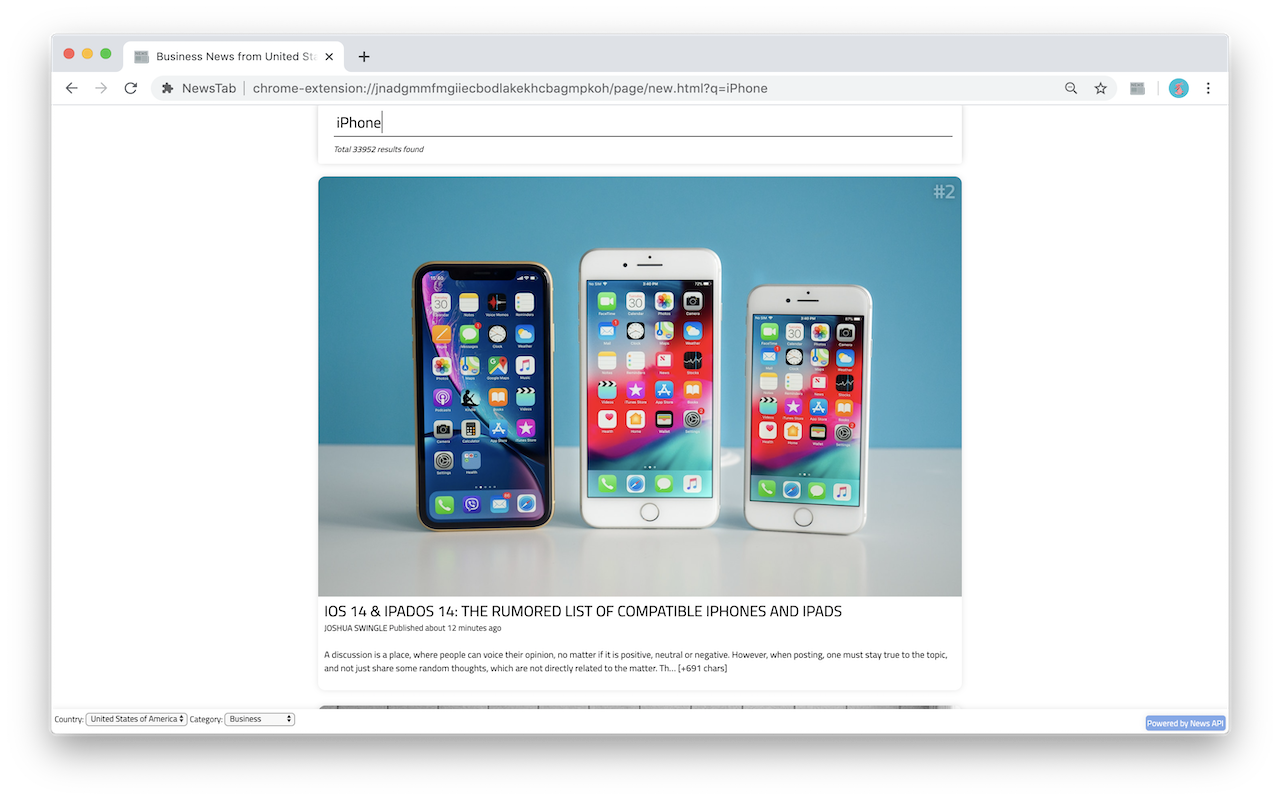 Business News from United Sta
NewsTab
chrome-extension://jnadgmmfmgiiecbodlakekhcbagmpkoh/page/new.html?q=iPhone
iPhone
Total 33952 results found
#2
IOS 14 & IPADOS 14: THE RUMORED LIST OF COMPATIBLE IPHONES AND IPADS
JOSHUA SWINGLE Published about 12 minutes ago
A discussion is a place, where people can voice their opinion, no matter if it is positive, neutral or negative. However, when posting, one must stay true to the topic,
and not just share some random thoughts, which are not directly related to the matter. Th... [+691 chars]
Country: United States of America Category: Business
Powered by News API